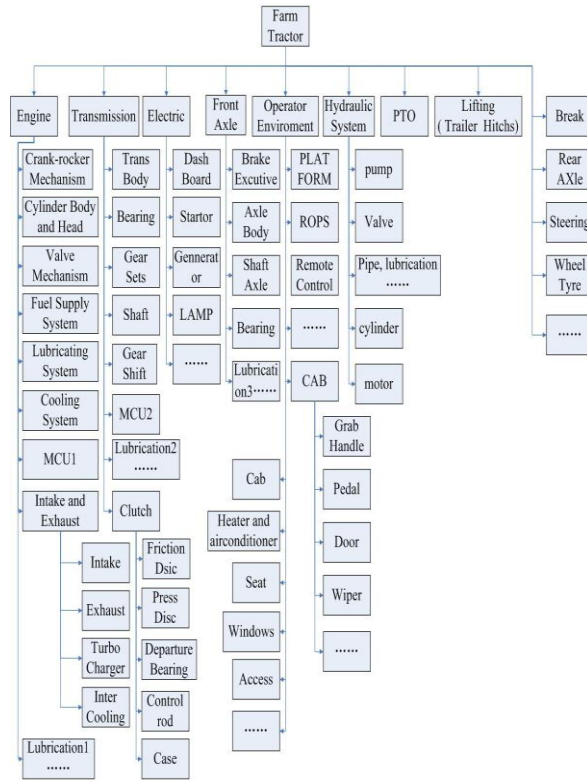 Farm
Tractor
Engine
Transmission
Electric
Front
Axle
Operator
Enviroment
Hydraulic
System
PTO
Lifting
( Trailer Hitchs)
Break
Crank-rocker
Mechanism
Trans
Body
Dash
Board
Brake
Excutive
PLAT
FORM
pump
Rear
AXle
Cylinder Body
and Head
Bearing
Startor
Axle
Body
ROPS
Valve
Steering
Valve
Mechanism
Gear
Sets
Gennerat
or
Shaft
Axle
Remote
Control
Pipe, lubrication
……
Wheel
Tyre
Fuel Supply
System
Shaft
LAMP
Bearing
……
cylinder
……
Lubricating
System
Gear
Shift
……
Lubricati
on3……
CAB
motor
Cooling
System
MCU2
Grab
Handle
MCU1
Lubrication2
……
Cab
Pedal
Intake and
Exhaust
Clutch
Heater and
airconditioner
Door
Intake
Friction
Dsic
Seat
Wiper
Exhaust
Press
Disc
Windows
……
Turbo
Charger
Departure
Bearing
Access
Inter
Cooling
Control
rod
……
Lubrication1
……
Case